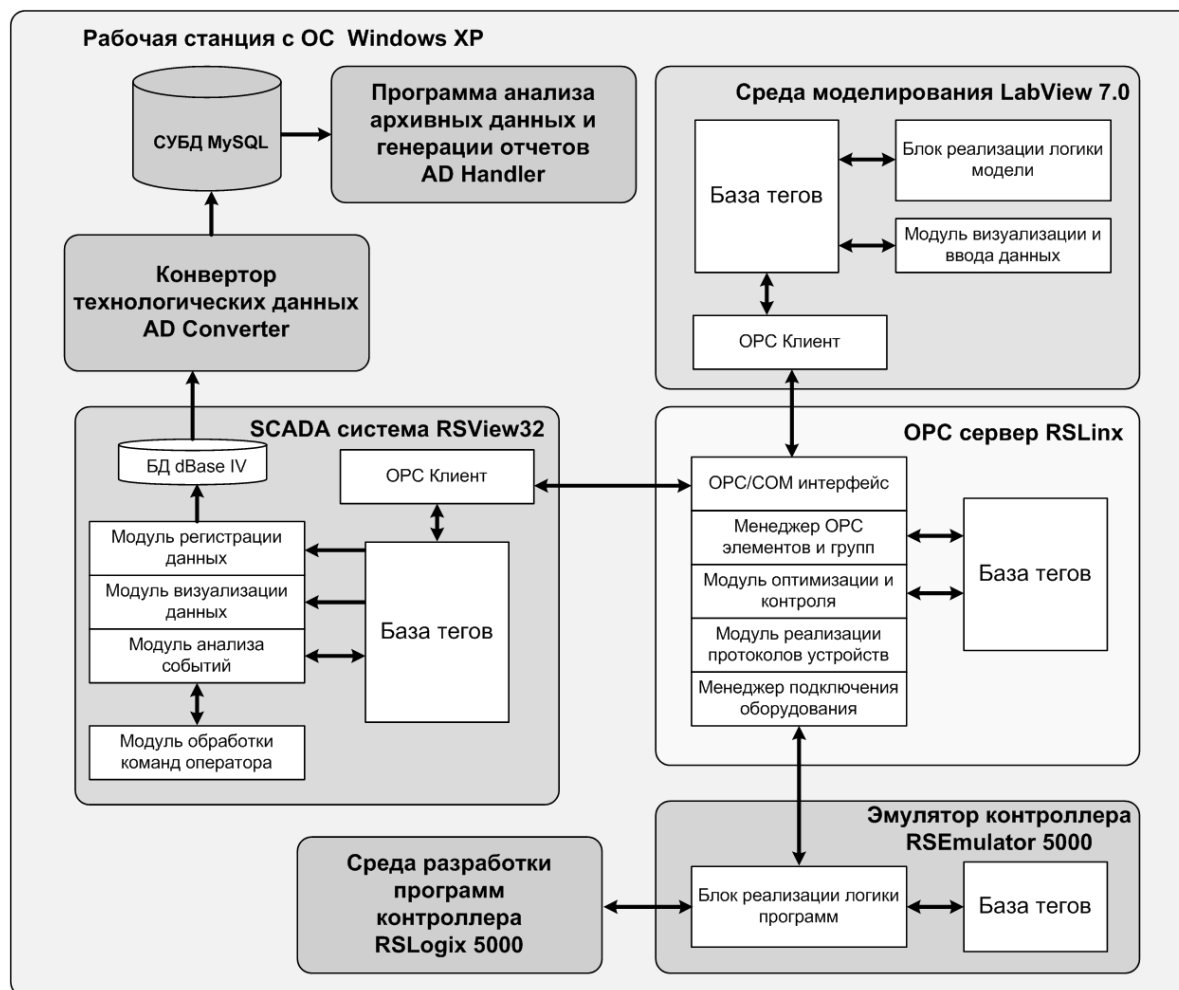 Рабочая станция с ОС Windows XP
СУБД MySQL
Программа анализа
архивных данных и
генерации отчетов
AD Handler
Конвертор
технологических данных
AD Converter
SCADA система RSView32
БД dBase IV
OPC Клиент
Модуль регистрации
данных
Модуль визуализации
данных
Модуль анализа
событий
База тегов
Модуль обработки
команд оператора
Среда моделирования LabView 7.0
База тегов
Блок реализации логики
модели
Модуль визуализации и
ввода данных
OPC Клиент
OPC сервер RSLinx
OPC/COM интерфейс
Менеджер OPC
элементов и групп
Модуль оптимизации и
контроля
Модуль реализации
протоколов устройств
Менеджер подключения
оборудования
База тегов
Эмулятор контроллера
RSEmulator 5000
Среда разработки
программ
контроллера
RSLogix 5000
Блок реализации логики
программ
База тегов